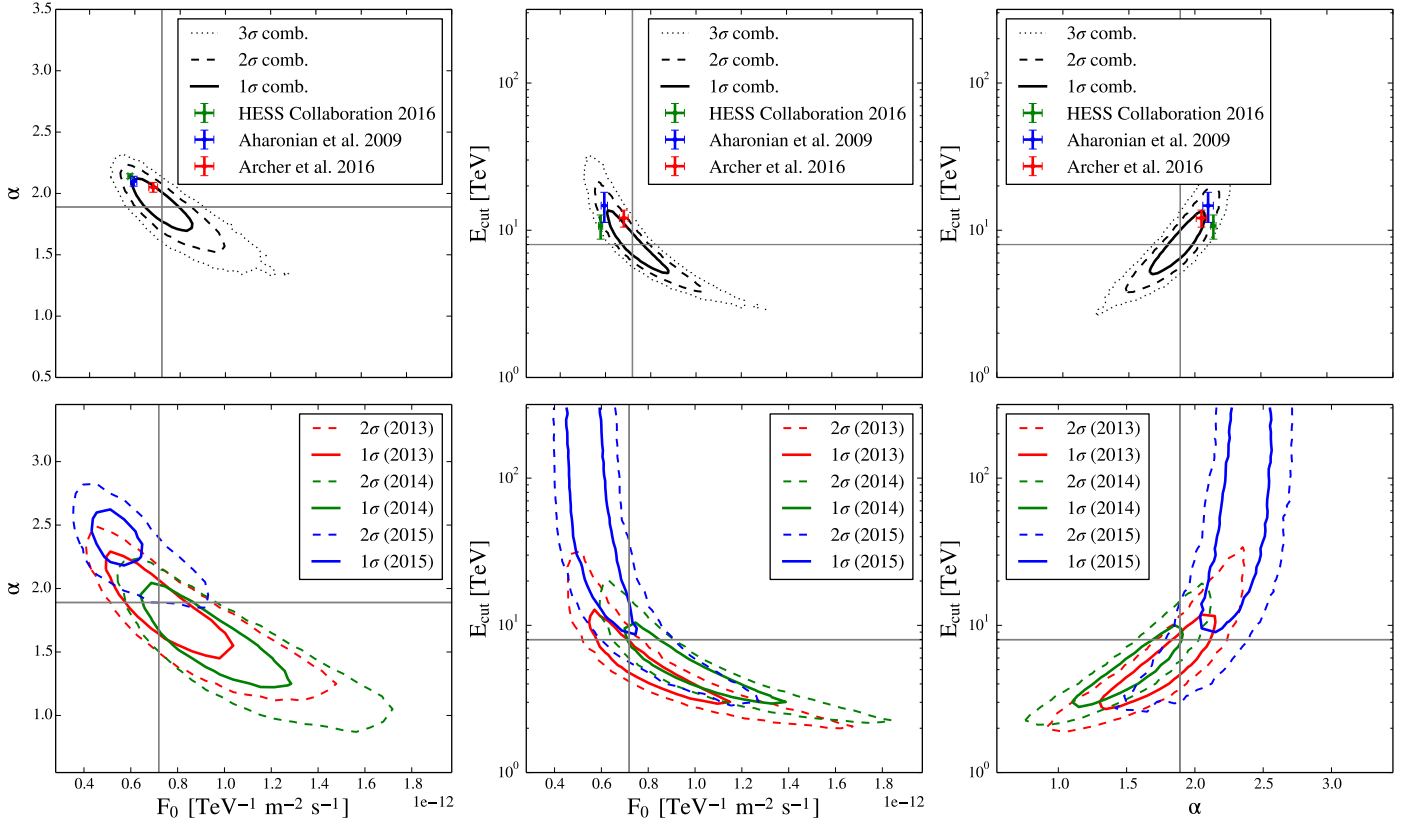 3.5
3.0
2.5
2.0
1.5
1.0
0.5
α
3σ comb.
2σ comb.
1σ comb.
HESS Collaboration 2016
Aharonian et al. 2009
Archer et al. 2016
10²
10¹
10⁰
E_cut [TeV]
3σ comb.
2σ comb.
1σ comb.
HESS Collaboration 2016
Aharonian et al. 2009
Archer et al. 2016
10²
10¹
10⁰
E_cut [TeV]
3σ comb.
2σ comb.
1σ comb.
HESS Collaboration 2016
Aharonian et al. 2009
Archer et al. 2016
3.0
2.5
2.0
1.5
1.0
α
2σ (2013)
1σ (2013)
2σ (2014)
1σ (2014)
2σ (2015)
1σ (2015)
0.4 0.6 0.8 1.0 1.2 1.4 1.6
1e−12
F₀ [TeV⁻¹ m⁻² s⁻¹]
10²
10¹
10⁰
E_cut [TeV]
2σ (2013)
1σ (2013)
2σ (2014)
1σ (2014)
2σ (2015)
1σ (2015)
0.4 0.6 0.8 1.0 1.2 1.4 1.6 1.8
1e−12
F₀ [TeV⁻¹ m⁻² s⁻¹]
10²
10¹
10⁰
E_cut [TeV]
2σ (2013)
1σ (2013)
2σ (2014)
1σ (2014)
2σ (2015)
1σ (2015)
1.0 1.5 2.0 2.5 3.0
α